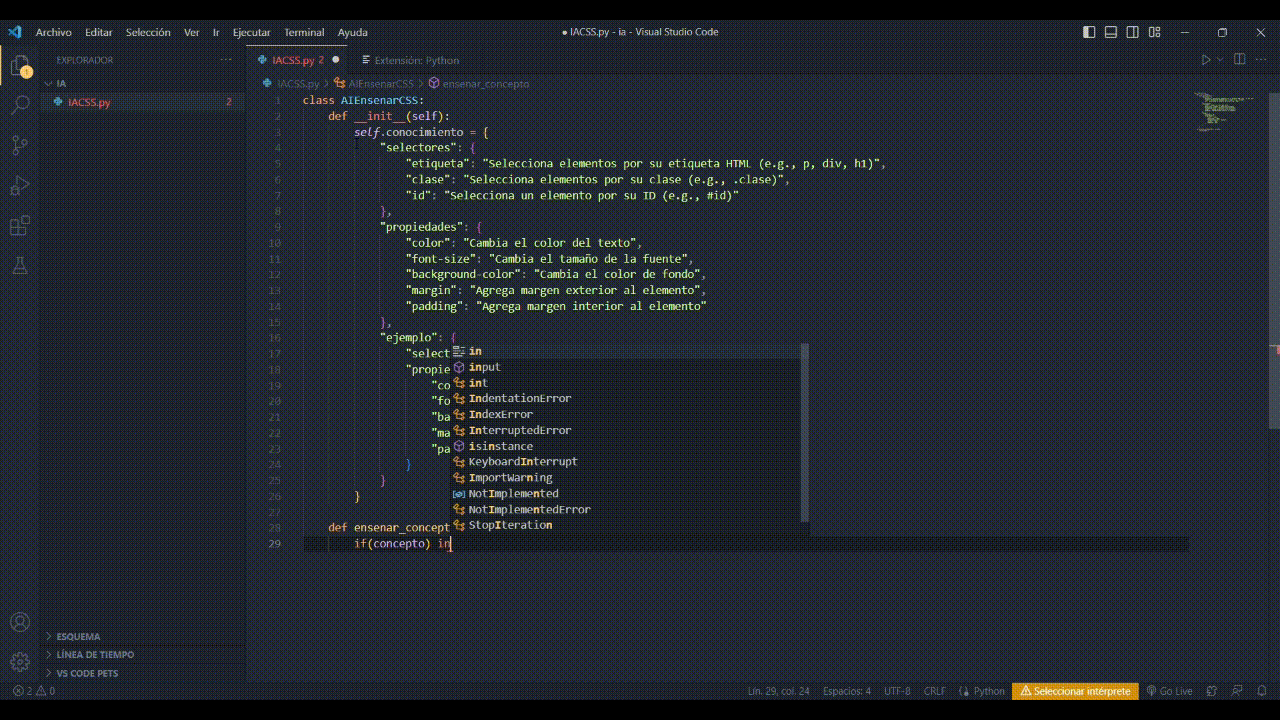 Archivo Editar Selección Ver Ir Ejecutar Terminal Ayuda
● IACSS.py - ia - Visual Studio Code
EXPLORADOR
IA
IACSS.py 2
1
IACSS.py 2 ●
Extensión: Python
IACSS.py > AIEnsenarCSS > ensenar_concepto
1 class AIEnsenarCSS:
2 def __init__(self):
3 self.conocimiento = {
4 "selectores": {
5 "etiqueta": "Selecciona elementos por su etiqueta HTML (e.g., p, div, h1)",
6 "clase": "Selecciona elementos por su clase (e.g., .clase)",
7 "id": "Selecciona un elemento por su ID (e.g., #id)"
8 },
9 "propiedades": {
10 "color": "Cambia el color del texto",
11 "font-size": "Cambia el tamaño de la fuente",
12 "background-color": "Cambia el color de fondo",
13 "margin": "Agrega margen exterior al elemento",
14 "padding": "Agrega margen interior al elemento"
15 },
16 "ejemplo": {
17 "select
18 "propie
19 "co
20 "fo
21 "ba
22 "ma
23 "pa
24 }
25 }
26 }
27
28 def ensenar_concept
29 if(concepto) in
in
input
int
IndentationError
IndexError
InterruptedError
isinstance
KeyboardInterrupt
ImportWarning
NotImplemented
NotImplementedError
StopIteration
ESQUEMA
LÍNEA DE TIEMPO
VS CODE PETS
2 0
Lín. 29, col. 24 Espacios: 4 UTF-8 CRLF Python Seleccionar intérprete Go Live